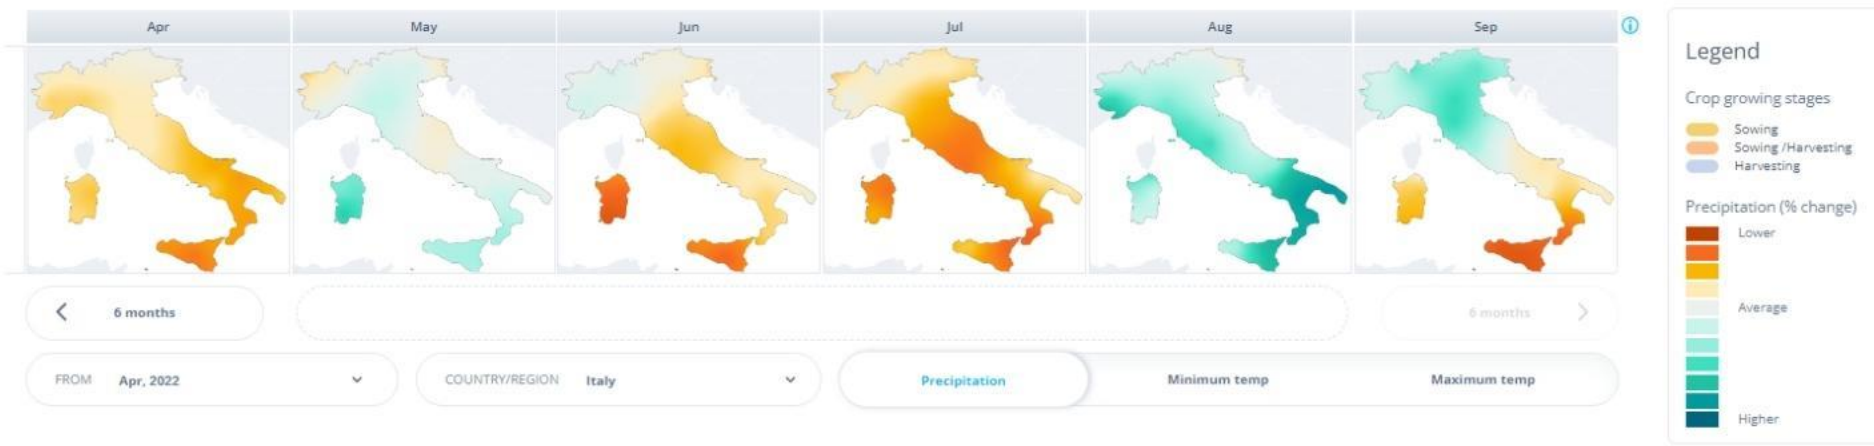 Apr May Jun Jul Aug Sep
6 months 6 months
FROM Apr, 2022 COUNTRY/REGION Italy Precipitation Minimum temp Maximum temp
Legend
Crop growing stages
Sowing
Sowing /Harvesting
Harvesting
Precipitation (% change)
Lower
Average
Higher